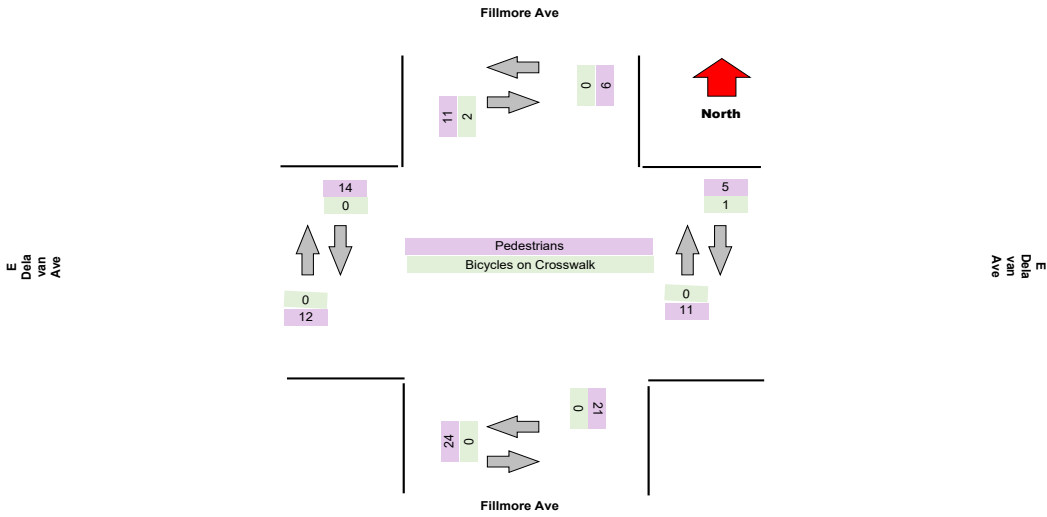 Fillmore Ave
0
11
2
North
14
0
5
1
E
Dela
van
Ave
Pedestrians
Bicycles on Crosswalk
E
Dela
van
Ave
0
12
0
11
0
21
24
0
Fillmore Ave